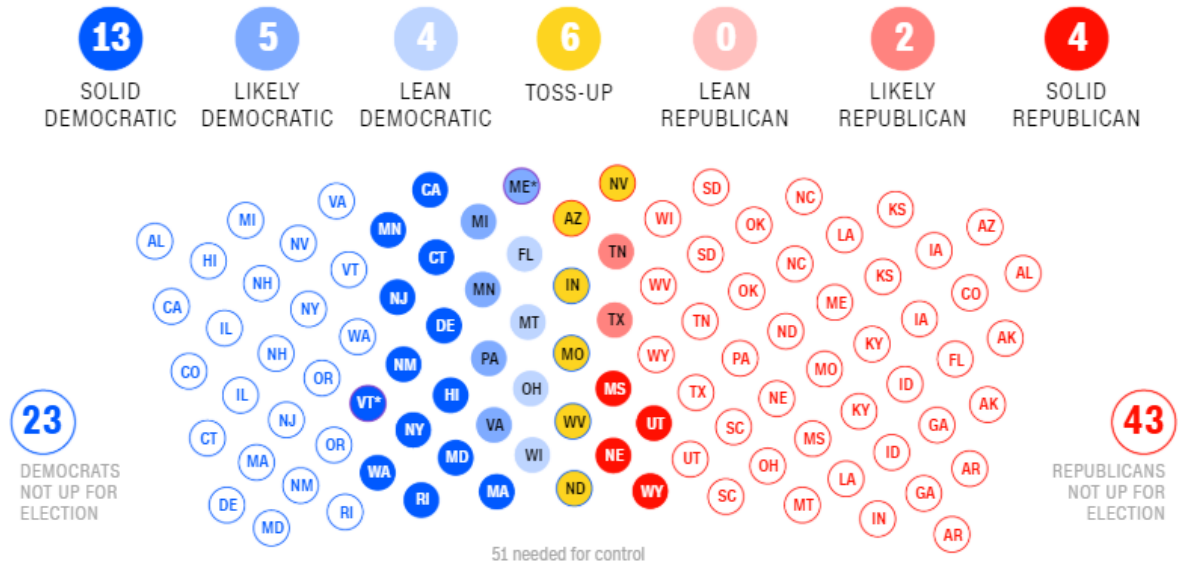 13
SOLID
DEMOCRATIC
5
LIKELY
DEMOCRATIC
4
LEAN
DEMOCRATIC
6
TOSS-UP
0
LEAN
REPUBLICAN
2
LIKELY
REPUBLICAN
4
SOLID
REPUBLICAN
23
DEMOCRATS
NOT UP FOR
ELECTION
AL
CA
CO
CT
DE
HI
IL
IL
MA
MD
MI
NH
NH
NJ
NM
NV
NY
OR
OR
RI
VA
VT
WA
VT*
WA
MN
NJ
NM
NY
RI
CA
CT
DE
HI
MD
MI
MN
PA
VA
MA
ME*
FL
MT
OH
WI
AZ
IN
MO
WV
ND
NV
TN
TX
MS
NE
WI
WV
WY
UT
WY
SD
SD
TN
TX
UT
OK
OK
PA
SC
SC
NC
NC
ND
NE
OH
LA
ME
MO
MS
MT
KS
KS
KY
KY
LA
IA
IA
ID
ID
IN
AZ
CO
FL
GA
GA
AL
AK
AK
AR
AR
43
REPUBLICANS
NOT UP FOR
ELECTION
51 needed for control